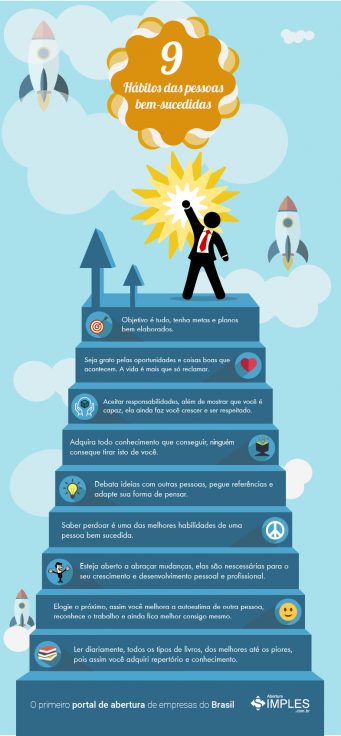 9
Hábitos das pessoas
bem-sucedidas
Objetivo é tudo, tenha metas e planos
bem elaborados.
Seja grato pelas oportunidades e coisas boas que
acontecem. A vida é mais que só reclamar.
Aceitar responsabilidades, além de mostrar que você é
capaz, ela ainda faz você crescer e ser respeitado.
Adquira todo conhecimento que conseguir, ninguém
consegue tirar isto de você.
Debata ideias com outras pessoas, pegue referências e
adapte sua forma de pensar.
Saber perdoar é uma das melhores habilidades de uma
pessoa bem sucedida.
Esteja aberto a abraçar mudanças, elas são nescessárias para o
seu crescimento e desenvolvimento pessoal e profissional.
Elogie o próximo, assim você melhora a autoestima de outra pessoa,
reconhece o trabalho e ainda fica melhor consigo mesmo.
Ler diariamente, todos os tipos de livros, dos melhores até os piores,
pois assim você adquiri repertório e conhecimento.
O primeiro portal de abertura de empresas do Brasil
Abertura
SIMPLES
.com.br